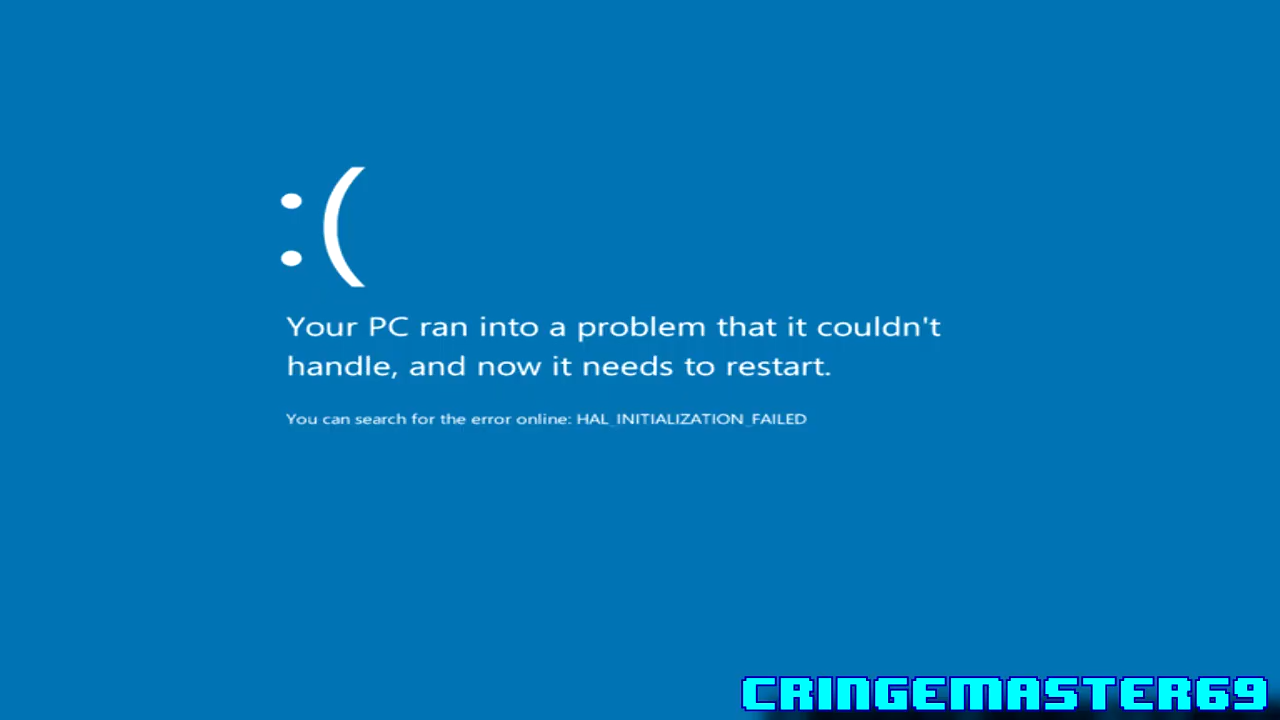 :(
Your PC ran into a problem that it couldn't
handle, and now it needs to restart.
You can search for the error online: HAL_INITIALIZATION_FAILED
CRINGEMASTER69